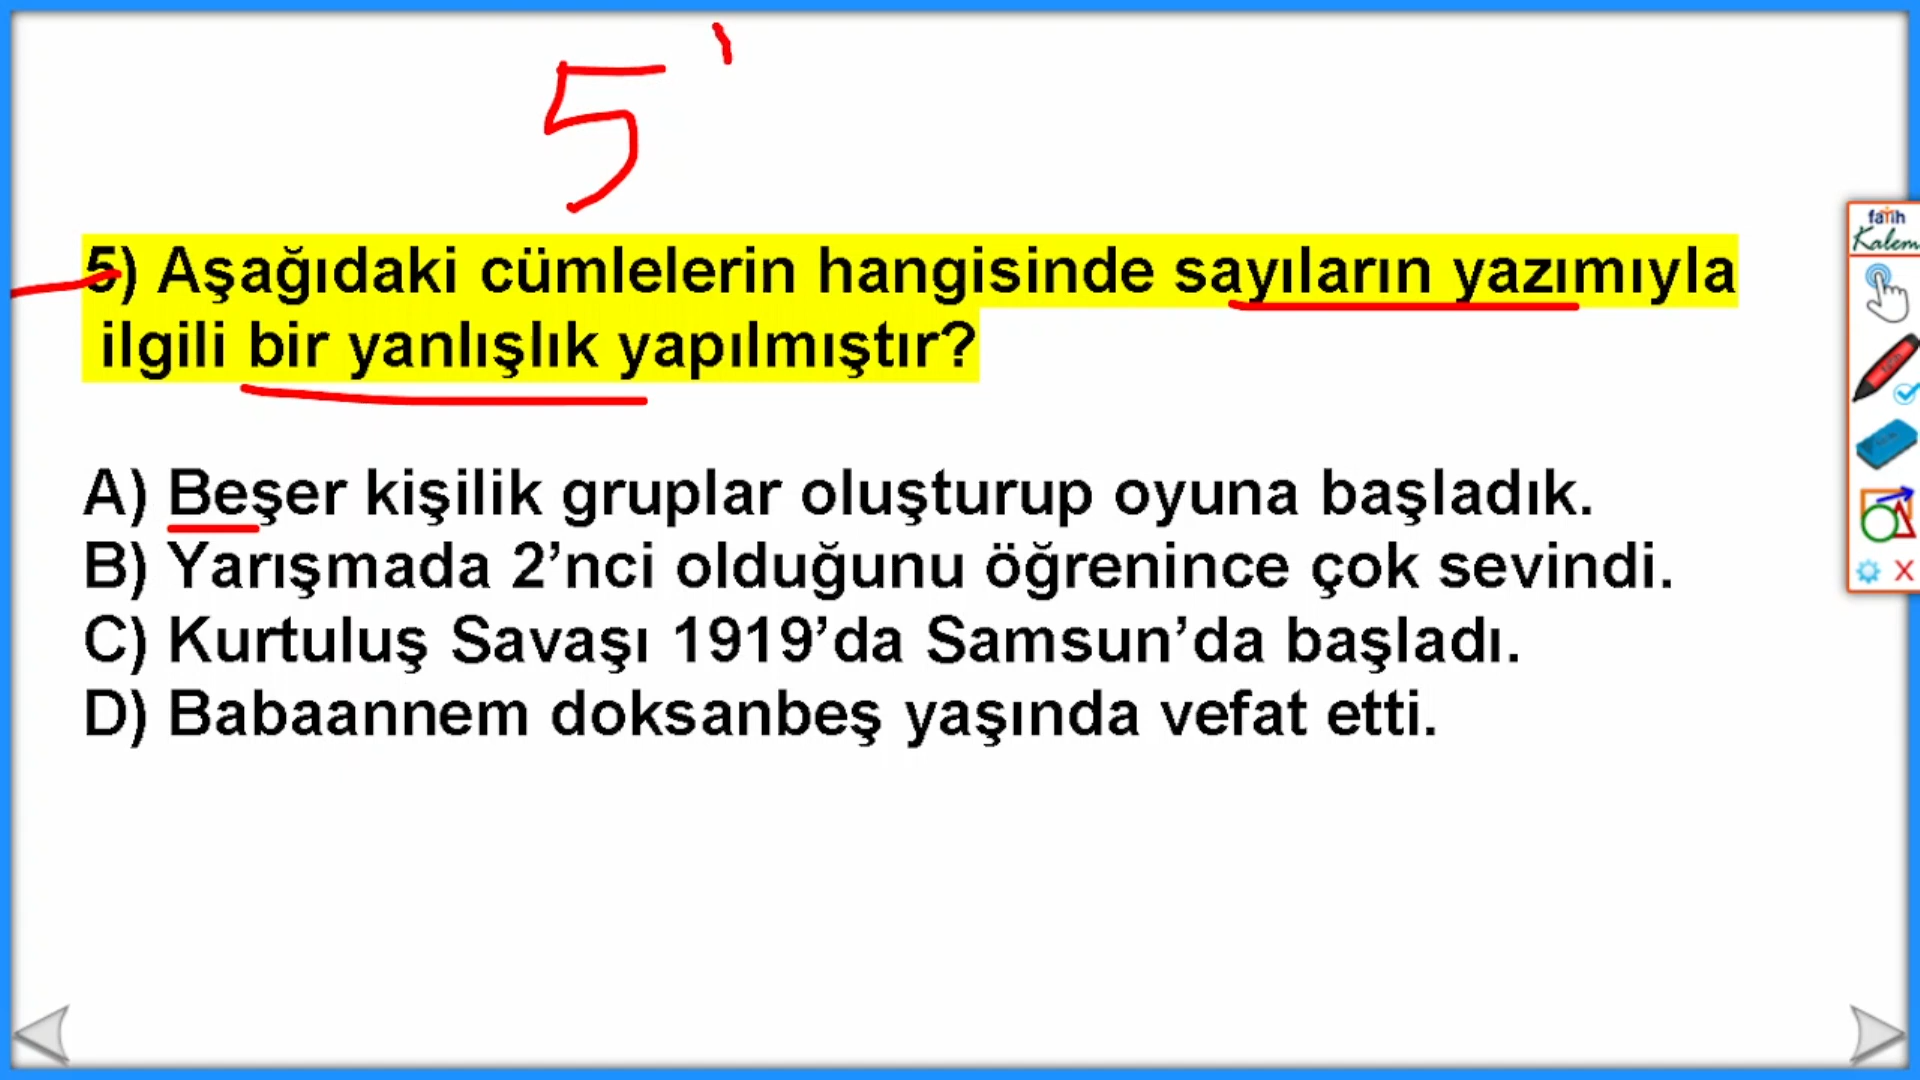 5'
5) Aşağıdaki cümlelerin hangisinde sayıların yazımıyla
ilgili bir yanlışlık yapılmıştır?
A) Beşer kişilik gruplar oluşturup oyuna başladık.
B) Yarışmada 2’nci olduğunu öğrenince çok sevindi.
C) Kurtuluş Savaşı 1919’da Samsun’da başladı.
D) Babaannem doksanbeş yaşında vefat etti.
fatih
Kalem